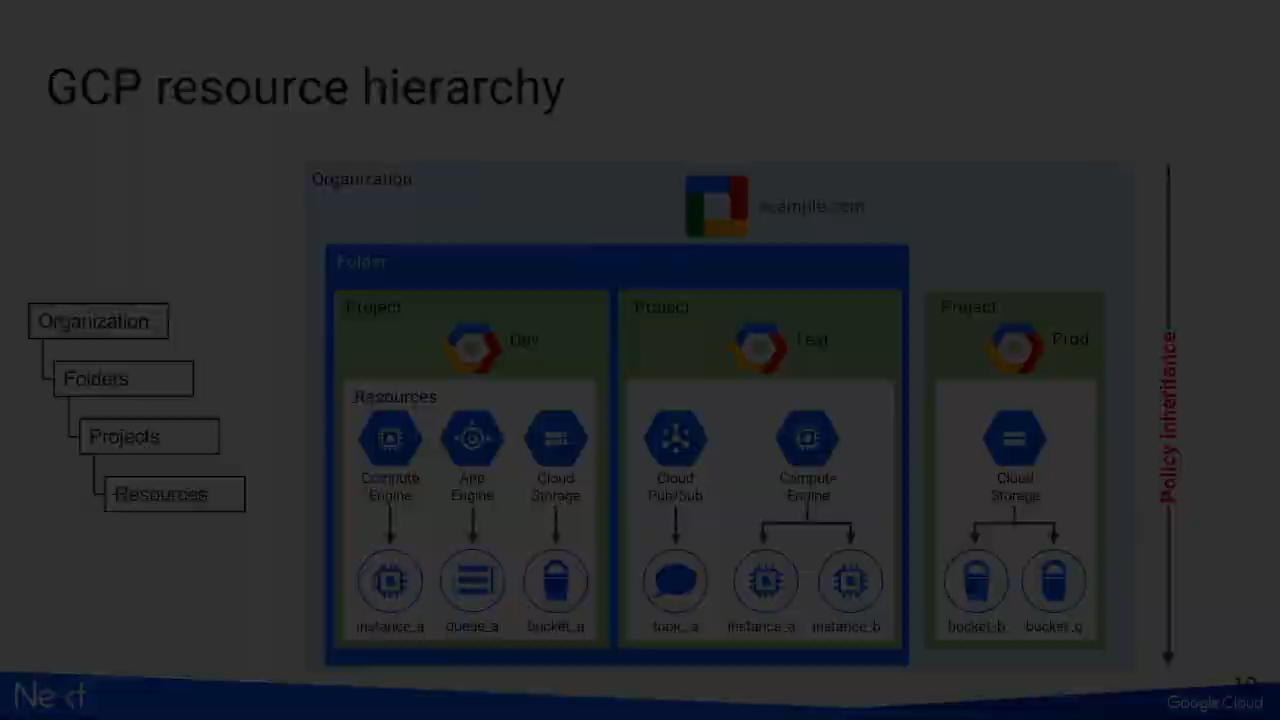 GCP resource hierarchy
Organization
example.com
Folder
Project
Dev
Project
Test
Project
Prod
Organization
Folders
Projects
Resources
Resources
Compute
Engine
App
Engine
Cloud
Storage
Cloud
Pub/Sub
Compute
Engine
Cloud
Storage
instance_a
queue_a
bucket_a
instance_a
instance_b
bucket_b
bucket_c
Policy inheritance
Next
Google Cloud